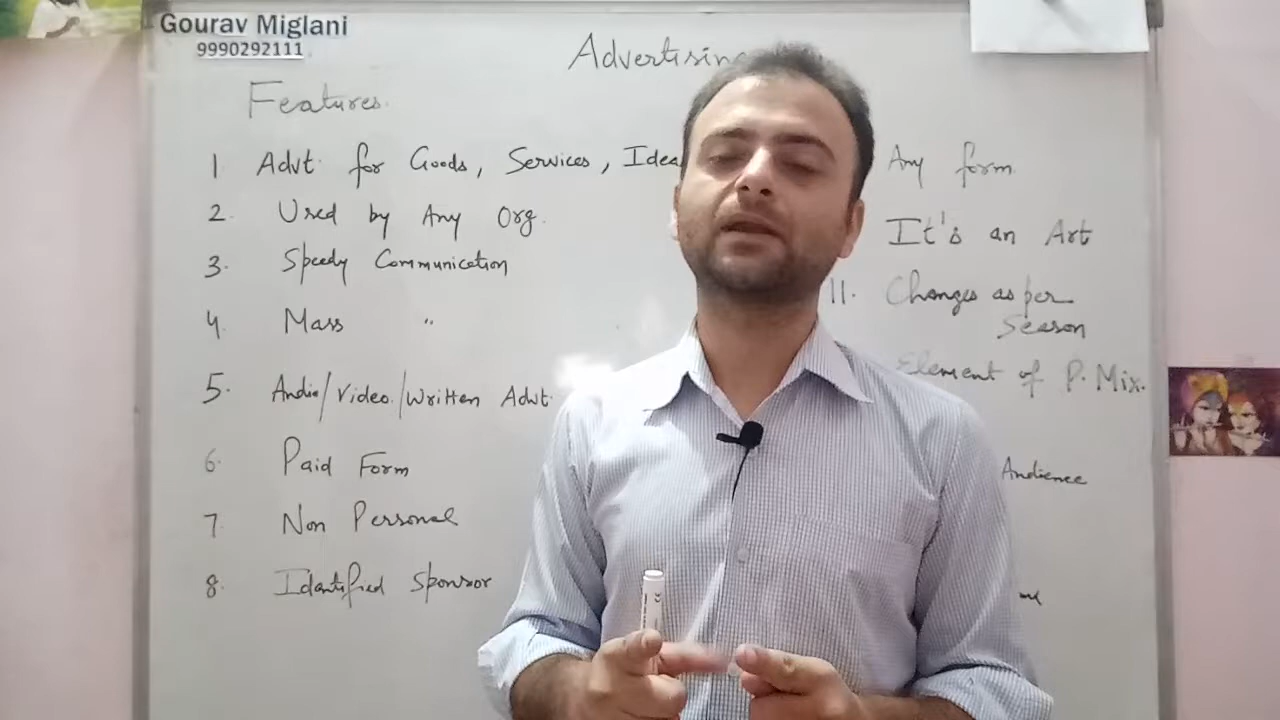 Gourav Miglani
9990292111
Advertising
Features.
1 Advt. for Goods, Services, Idea
2. Used by Any Org.
3. Speedy Communication
4. Mass "
5. Audio/Video/Written Advt.
6. Paid Form
7. Non Personal
8. Identified Sponsor
Any form.
It's an Art
11. Changes as per
Season
Element of P. Mix.
Audience